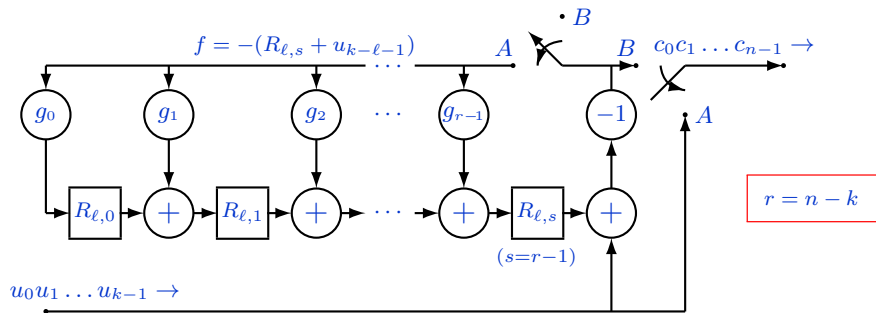 B
f = −(R_{ℓ,s} + u_{k−ℓ−1})
A
B
c_0c_1 … c_{n−1} →
⋯
g_0
g_1
g_2
⋯
g_{r−1}
−1
A
R_{ℓ,0}
+
R_{ℓ,1}
+
⋯
+
R_{ℓ,s}
+
r = n − k
(s=r−1)
u_0u_1 … u_{k−1} →